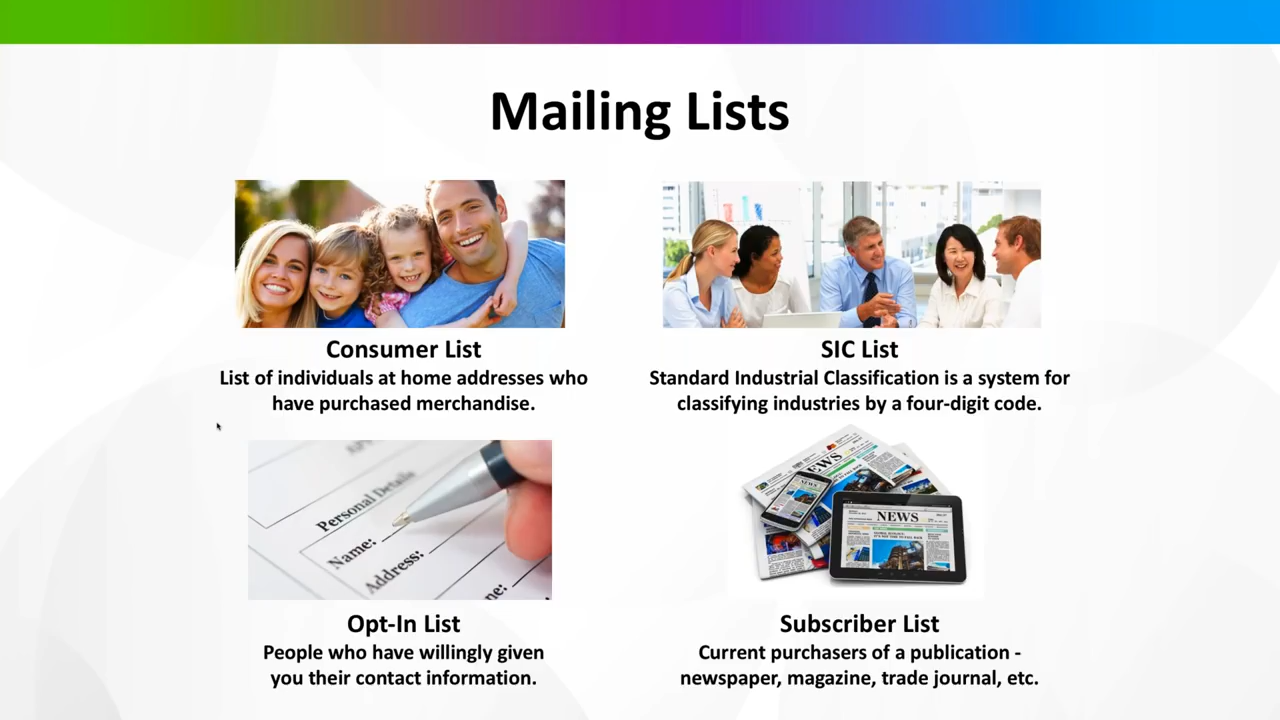 Mailing Lists
Consumer List
List of individuals at home addresses who
have purchased merchandise.
SIC List
Standard Industrial Classification is a system for
classifying industries by a four-digit code.
Personal Details
Name:
Address:
Opt-In List
People who have willingly given
you their contact information.
NEWS
NEWS
Subscriber List
Current purchasers of a publication -
newspaper, magazine, trade journal, etc.